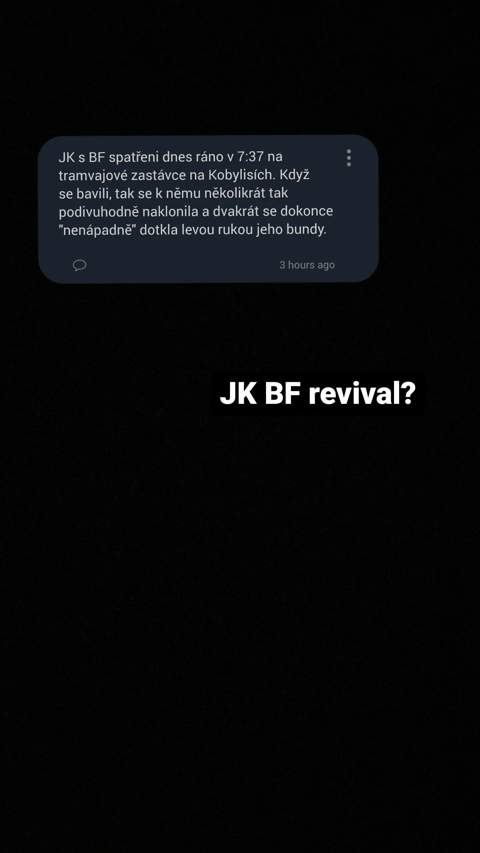 JK s BF spatřeni dnes ráno v 7:37 na
tramvajové zastávce na Kobylisích. Když
se bavili, tak se k němu několikrát tak
podivuhodně naklonila a dvakrát se dokonce
"nenápadně" dotkla levou rukou jeho bundy.
3 hours ago
JK BF revival?